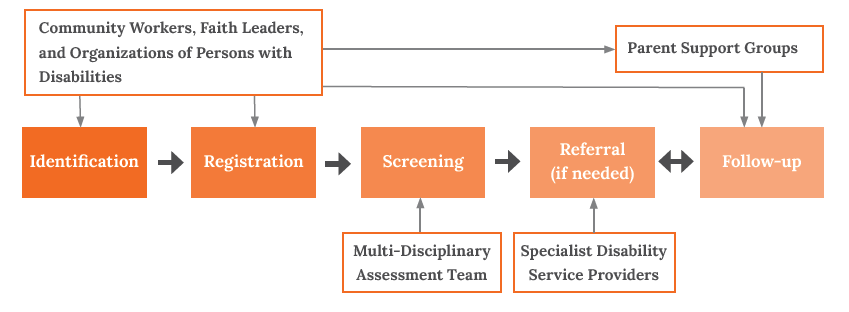 Community Workers, Faith Leaders,
and Organizations of Persons with
Disabilities
Parent Support Groups
Identification
Registration
Screening
Referral
(if needed)
Follow-up
Multi-Disciplinary
Assessment Team
Specialist Disability
Service Providers